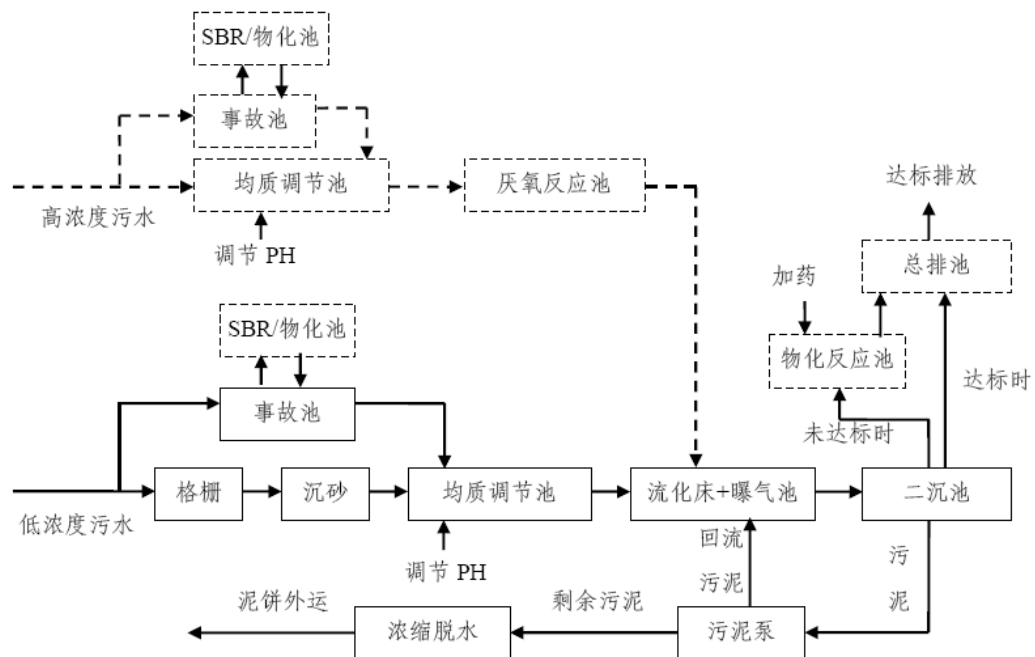 SBR/物化池
事故池
均质调节池
厌氧反应池
高浓度污水
调节 PH
达标排放
总排池
加药
物化反应池
达标时
未达标时
SBR/物化池
事故池
低浓度污水
格栅
沉砂
均质调节池
流化床+曝气池
二沉池
调节 PH
回流
污泥
污
泥
泥饼外运
浓缩脱水
剩余污泥
污泥泵